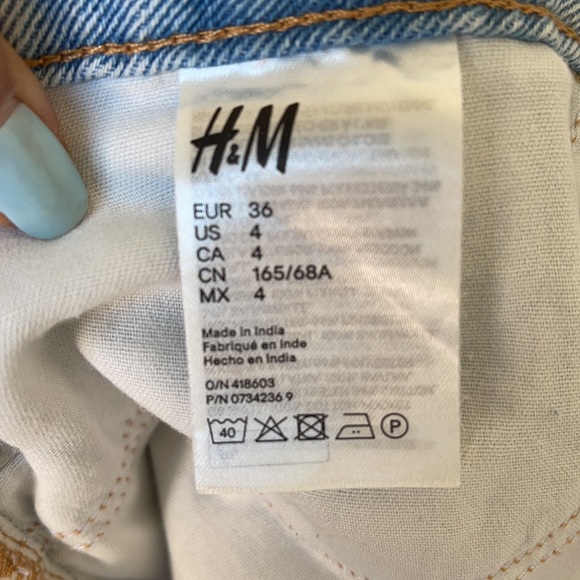 H&M
EUR 36
US 4
CA 4
CN 165/68A
MX 4
Made in India
Fabriqué en Inde
Hecho en India
O/N 418603
P/N 0734236 9
40
P